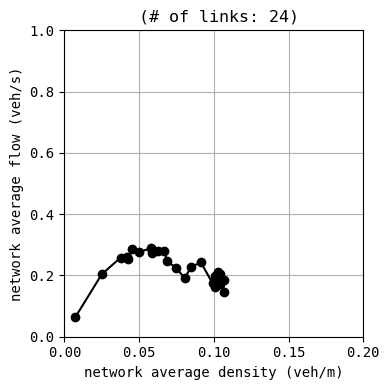 (# of links: 24)
network average flow (veh/s)
1.0
0.8
0.6
0.4
0.2
0.0
0.00 0.05 0.10 0.15 0.20
network average density (veh/m)